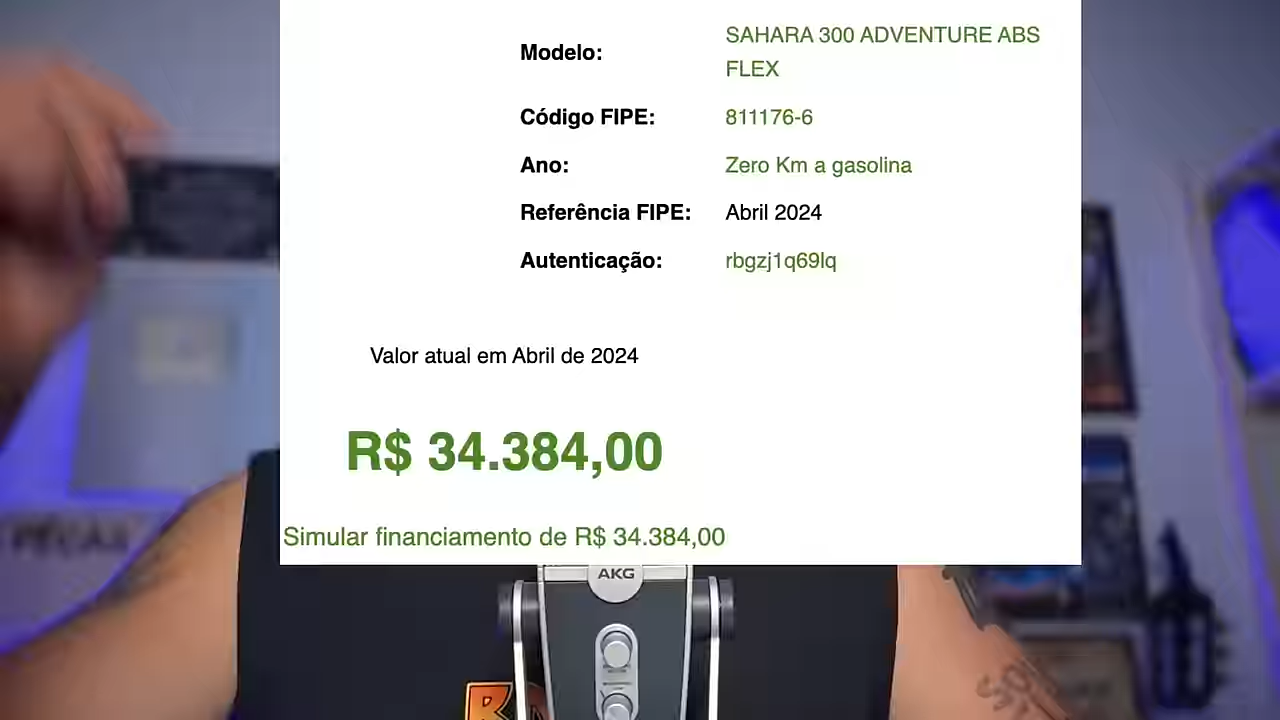 Modelo: SAHARA 300 ADVENTURE ABS
FLEX
Código FIPE: 811176-6
Ano: Zero Km a gasolina
Referência FIPE: Abril 2024
Autenticação: rbgzj1q69lq
Valor atual em Abril de 2024
R$ 34.384,00
Simular financiamento de R$ 34.384,00
AKG
PEÇAS